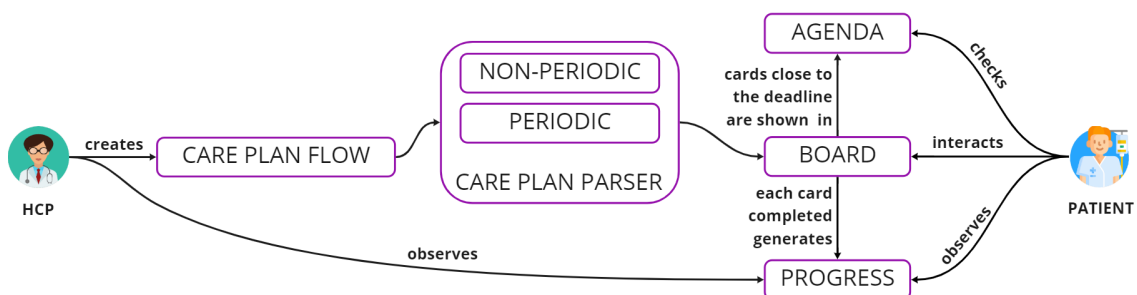 AGENDA
checks
NON-PERIODIC
cards close to
the deadline
are shown in
PERIODIC
creates
CARE PLAN FLOW
BOARD
interacts
CARE PLAN PARSER
HCP
each card
completed
generates
PATIENT
observes
observes
PROGRESS